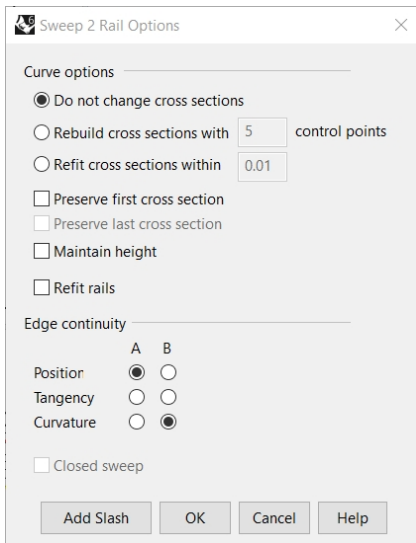 Sweep 2 Rail Options
Curve options
Do not change cross sections
Rebuild cross sections with 5 control points
Refit cross sections within 0.01
Preserve first cross section
Preserve last cross section
Maintain height
Refit rails
Edge continuity
A B
Position
Tangency
Curvature
Closed sweep
Add Slash OK Cancel Help